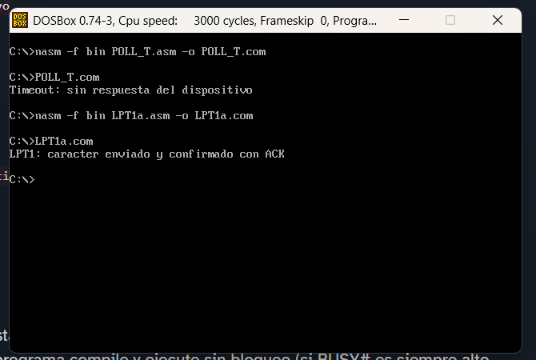 DOSBox 0.74-3, Cpu speed: 3000 cycles, Frameskip 0, Progra...
C:\>nasm -f bin POLL_T.asm -o POLL_T.com
C:\>POLL_T.com
Timeout: sin respuesta del dispositivo
C:\>nasm -f bin LPT1a.asm -o LPT1a.com
C:\>LPT1a.com
LPT1: caracter enviado y confirmado con ACK
C:\>
programa compile y ejecute sin bloqueo (si BUSY# es siempre alto